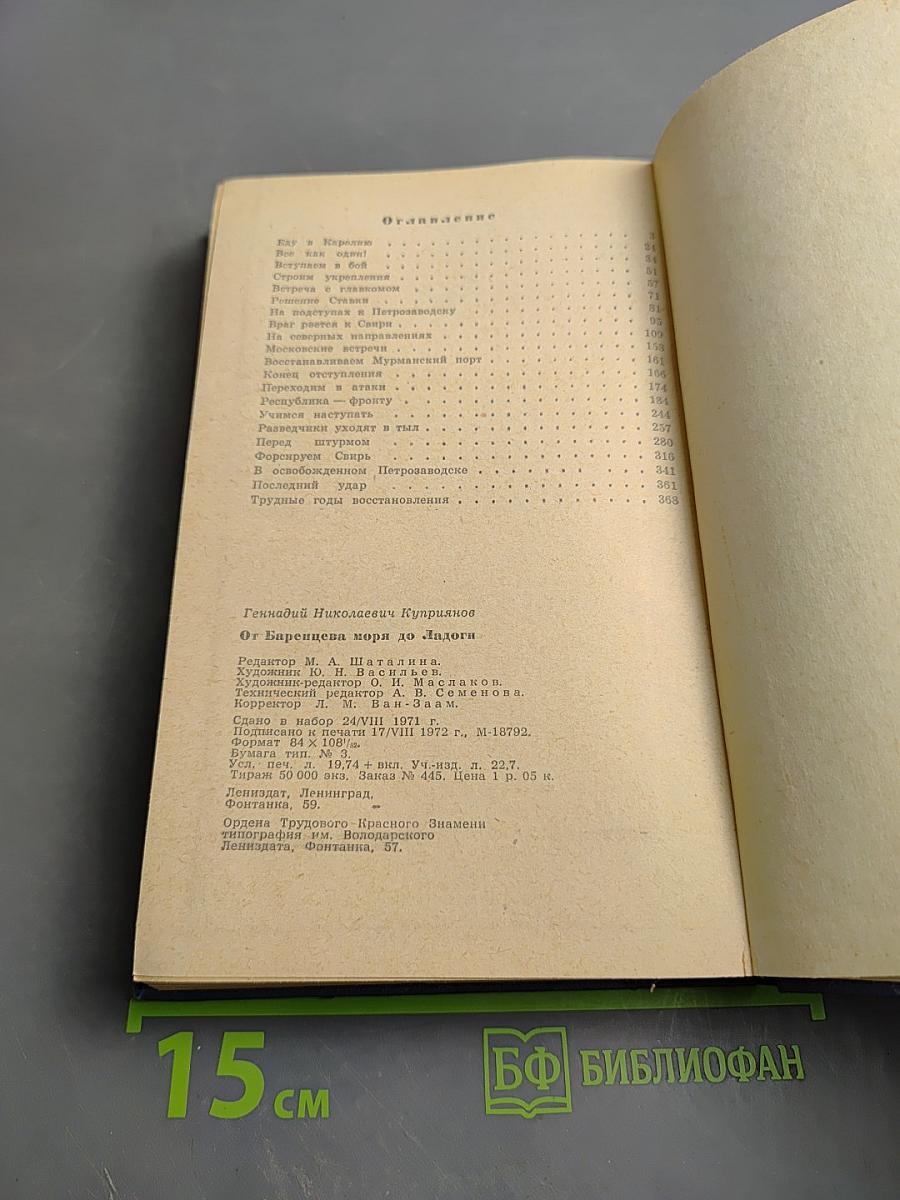 Оглавление
Еду в Карелию . . . . . . . . . . 3
Все как один! . . . . . . . . . . 24
Вступаем в бой . . . . . . . . . . 34
Строим укрепления . . . . . . . . . . 51
Встреча с главкомом . . . . . . . . . . 57
Решение Ставки . . . . . . . . . . 71
На подступах к Петрозаводску . . . . . . . . . . 81
Враг рвется к Свири . . . . . . . . . . 95
На северных направлениях . . . . . . . . . . 109
Московские встречи . . . . . . . . . . 153
Восстанавливаем Мурманский порт . . . . . . . . . . 161
Конец отступления . . . . . . . . . . 166
Переходим в атаки . . . . . . . . . . 174
Республика — фронту . . . . . . . . . . 184
Учимся наступать . . . . . . . . . . 244
Разведчики уходят в тыл . . . . . . . . . . 257
Перед штурмом . . . . . . . . . . 280
Форсируем Свирь . . . . . . . . . . 316
В освобожденном Петрозаводске . . . . . . . . . . 341
Последний удар . . . . . . . . . . 361
Трудные годы восстановления . . . . . . . . . . 368
Геннадий Николаевич Куприянов
От Баренцева моря до Ладоги
Редактор М. А. Шаталина.
Художник Ю. Н. Васильев.
Художник-редактор О. И. Маслаков.
Технический редактор А. В. Семенова.
Корректор Л. М. Ван-Заам.
Сдано в набор 24/VIII 1971 г.
Подписано к печати 17/VIII 1972 г., М-18792.
Формат 84 × 108 1/32.
Бумага тип. № 3.
Усл. печ. л. 19,74 + вкл. Уч.-изд. л. 22,7.
Тираж 50 000 экз. Заказ № 445. Цена 1 р. 05 к.
Лениздат, Ленинград,
Фонтанка, 59.
Ордена Трудового Красного Знамени
типография им. Володарского
Лениздата, Фонтанка, 57.
15 см
БФ БИБЛИОФАН